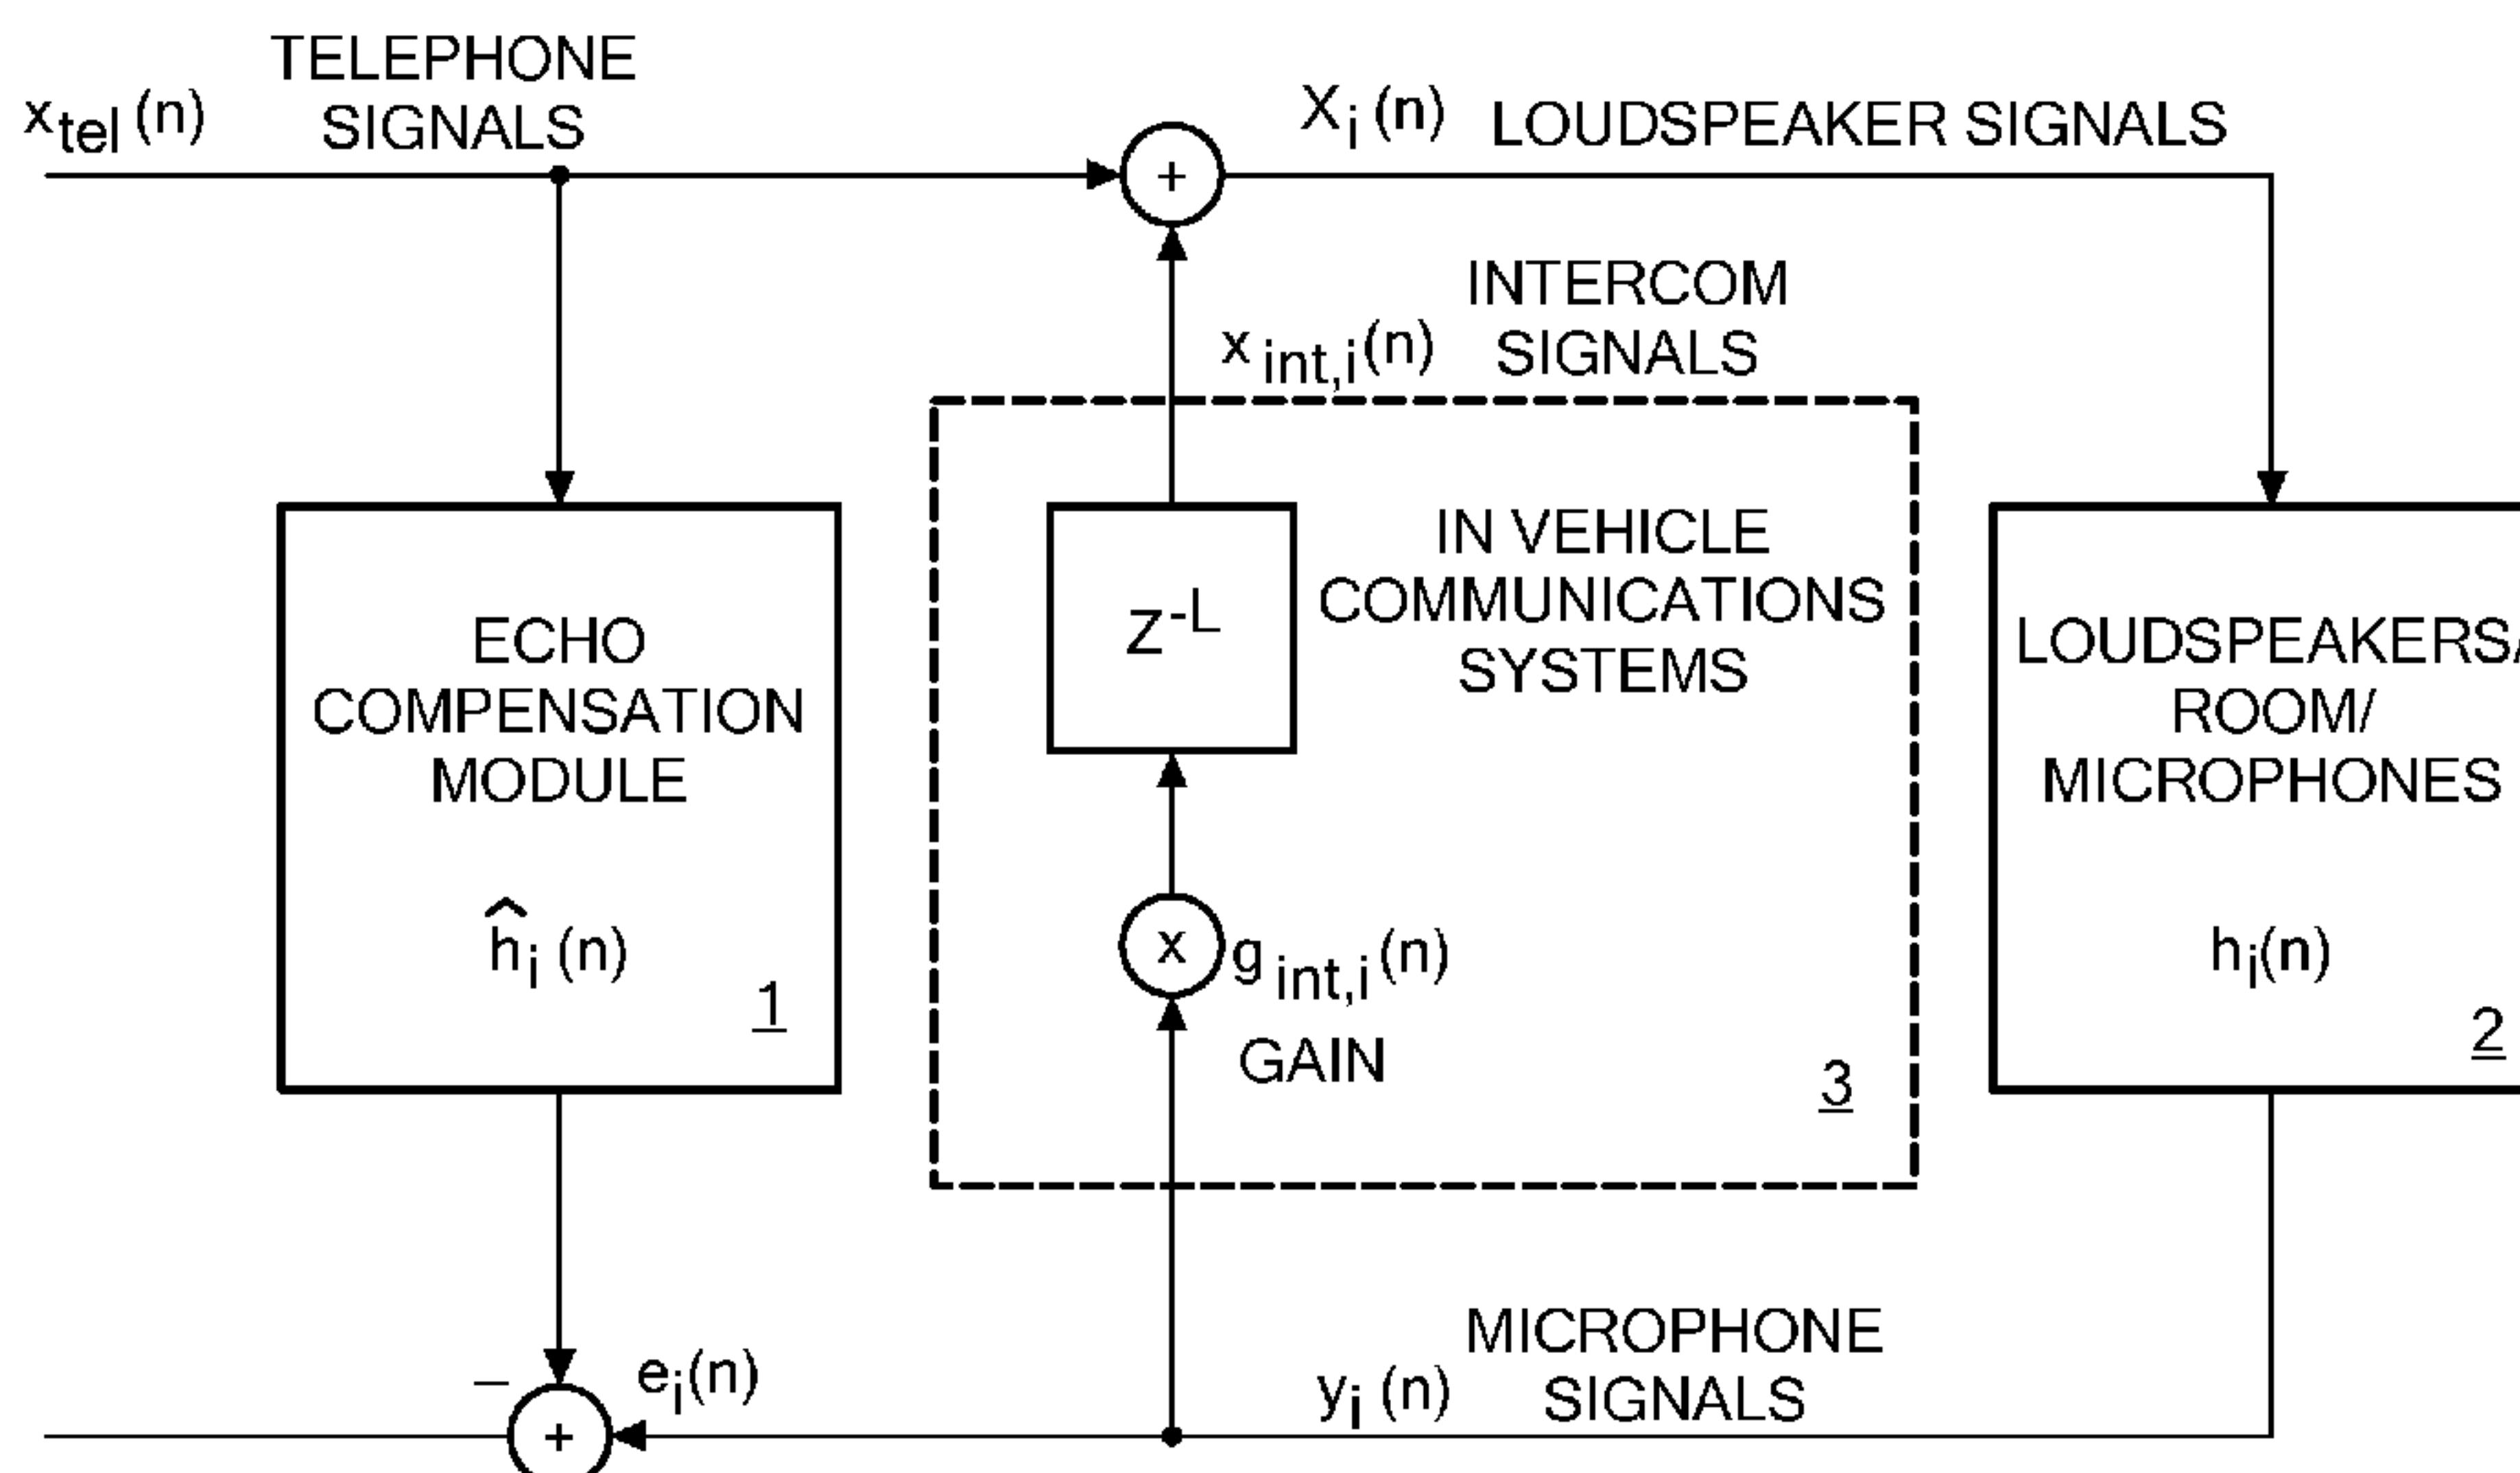 TELEPHONE
SIGNALS
x_tel (n)
X_i (n) LOUDSPEAKER SIGNALS
+
INTERCOM
SIGNALS
x_int,i (n)
IN VEHICLE
COMMUNICATIONS
SYSTEMS
z^-L
ECHO
COMPENSATION
MODULE
ĥ_i (n)
1
x
g_int,i (n)
GAIN
3
LOUDSPEAKERS/
ROOM/
MICROPHONES
h_i(n)
2
MICROPHONE
SIGNALS
y_i (n)
e_i(n)
–
+